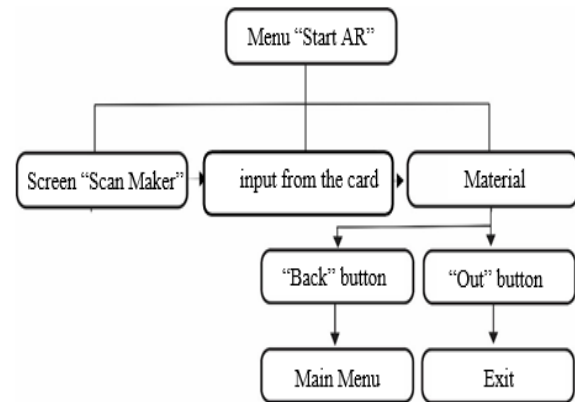 Menu “Start AR”
Screen “Scan Maker”
input from the card
Material
“Back” button
“Out” button
Main Menu
Exit